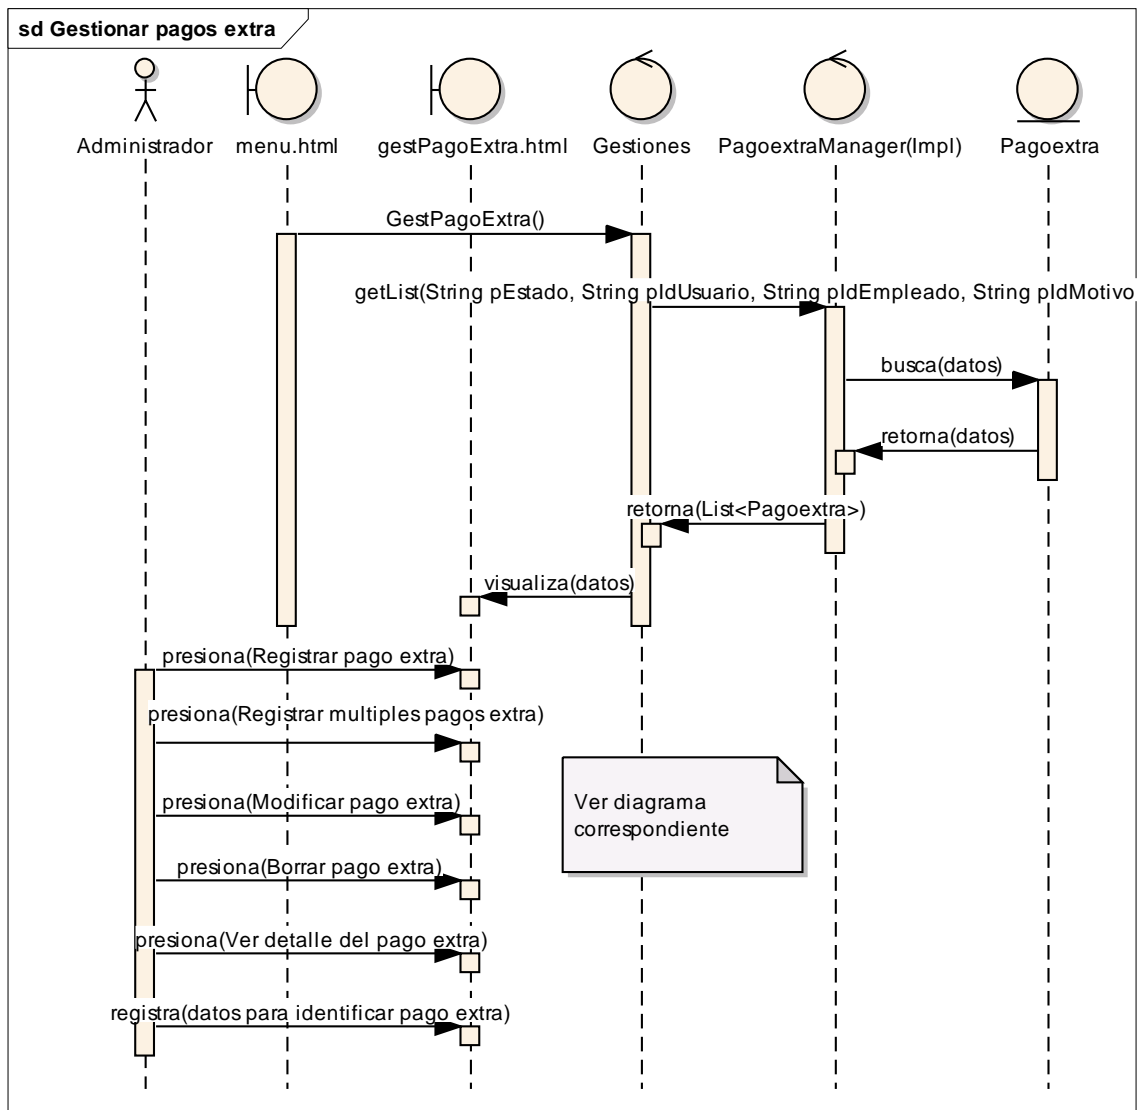 sd Gestionar pagos extra
Administrador
menu.html
gestPagoExtra.html
Gestiones
PagoextraManager(Impl)
Pagoextra
GestPagoExtra()
getList(String pEstado, String pIdUsuario, String pIdEmpleado, String pIdMotivo
busca(datos)
retorna(datos)
retorna(List<Pagoextra>)
visualiza(datos)
presiona(Registrar pago extra)
presiona(Registrar multiples pagos extra)
presiona(Modificar pago extra)
Ver diagrama
correspondiente
presiona(Borrar pago extra)
presiona(Ver detalle del pago extra)
registra(datos para identificar pago extra)